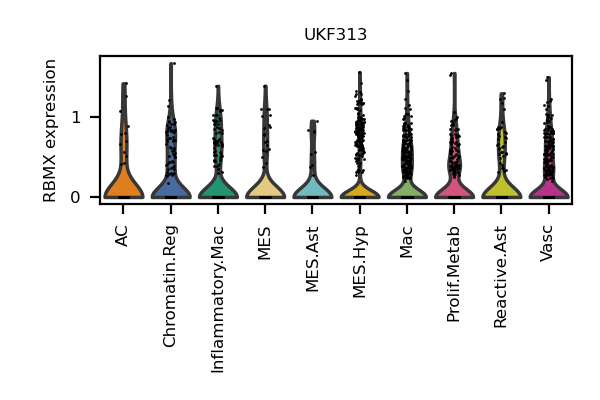 UKF313
RBMX expression
1
0
AC
Chromatin.Reg
Inflammatory.Mac
MES
MES.Ast
MES.Hyp
Mac
Prolif.Metab
Reactive.Ast
Vasc